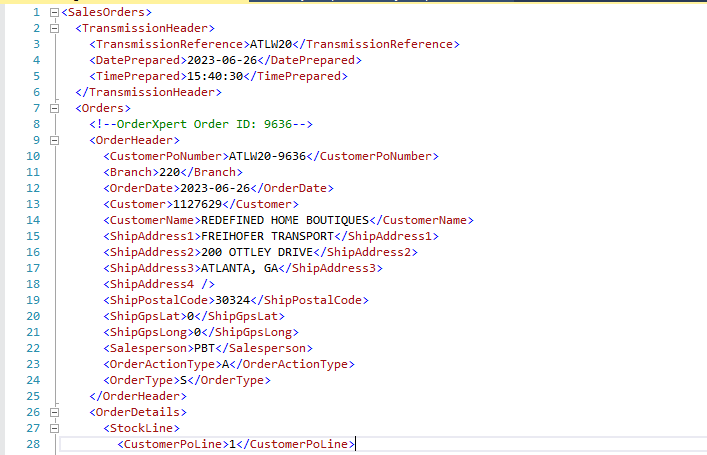 1 <SalesOrders>
2 <TransmissionHeader>
3 <TransmissionReference>ATLW20</TransmissionReference>
4 <DatePrepared>2023-06-26</DatePrepared>
5 <TimePrepared>15:40:30</TimePrepared>
6 </TransmissionHeader>
7 <Orders>
8 <!--OrderXpert Order ID: 9636-->
9 <OrderHeader>
10 <CustomerPoNumber>ATLW20-9636</CustomerPoNumber>
11 <Branch>220</Branch>
12 <OrderDate>2023-06-26</OrderDate>
13 <Customer>1127629</Customer>
14 <CustomerName>REDEFINED HOME BOUTIQUES</CustomerName>
15 <ShipAddress1>FREIHOFER TRANSPORT</ShipAddress1>
16 <ShipAddress2>200 OTTLEY DRIVE</ShipAddress2>
17 <ShipAddress3>ATLANTA, GA</ShipAddress3>
18 <ShipAddress4 />
19 <ShipPostalCode>30324</ShipPostalCode>
20 <ShipGpsLat>0</ShipGpsLat>
21 <ShipGpsLong>0</ShipGpsLong>
22 <Salesperson>PBT</Salesperson>
23 <OrderActionType>A</OrderActionType>
24 <OrderType>S</OrderType>
25 </OrderHeader>
26 <OrderDetails>
27 <StockLine>
28 <CustomerPoLine>1</CustomerPoLine>